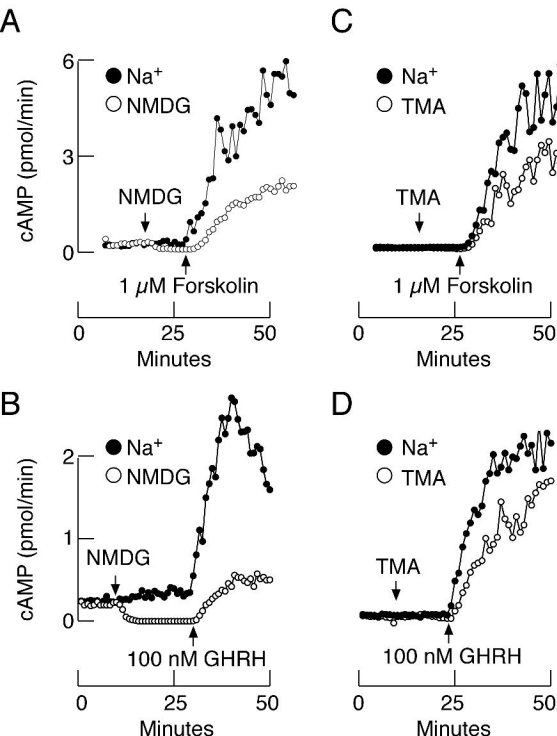 A
cAMP (pmol/min)
6
3
0
Na⁺
NMDG
NMDG
1 µM Forskolin
0 25 50
Minutes
C
Na⁺
TMA
TMA
1 µM Forskolin
0 25 50
Minutes
B
cAMP (pmol/min)
2
1
0
Na⁺
NMDG
NMDG
100 nM GHRH
0 25 50
Minutes
D
Na⁺
TMA
TMA
100 nM GHRH
0 25 50
Minutes